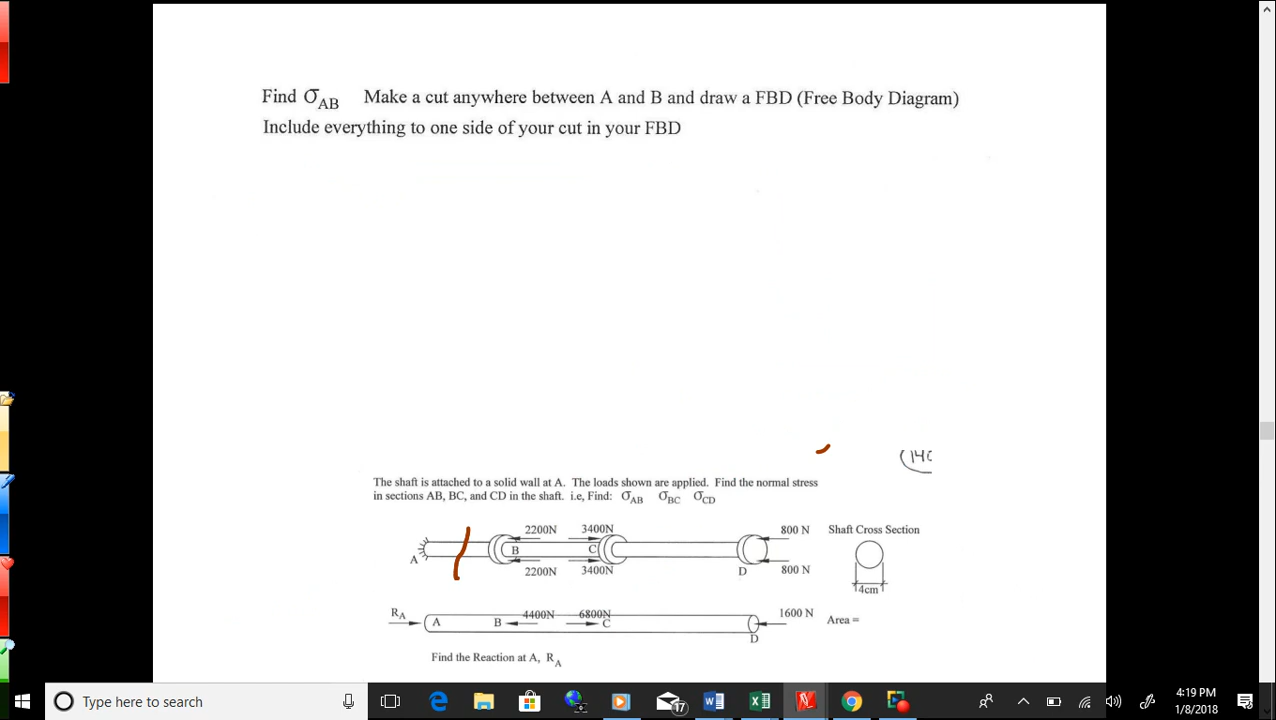 Find σAB Make a cut anywhere between A and B and draw a FBD (Free Body Diagram)
Include everything to one side of your cut in your FBD
(140
The shaft is attached to a solid wall at A. The loads shown are applied. Find the normal stress
in sections AB, BC, and CD in the shaft. i.e, Find: σAB σBC σCD
2200N 3400N 800 N Shaft Cross Section
A B C
2200N 3400N D 800 N
4cm
RA 4400N 6800N 1600 N Area =
A B C
D
Find the Reaction at A, RA
Type here to search
17
4:19 PM
1/8/2018